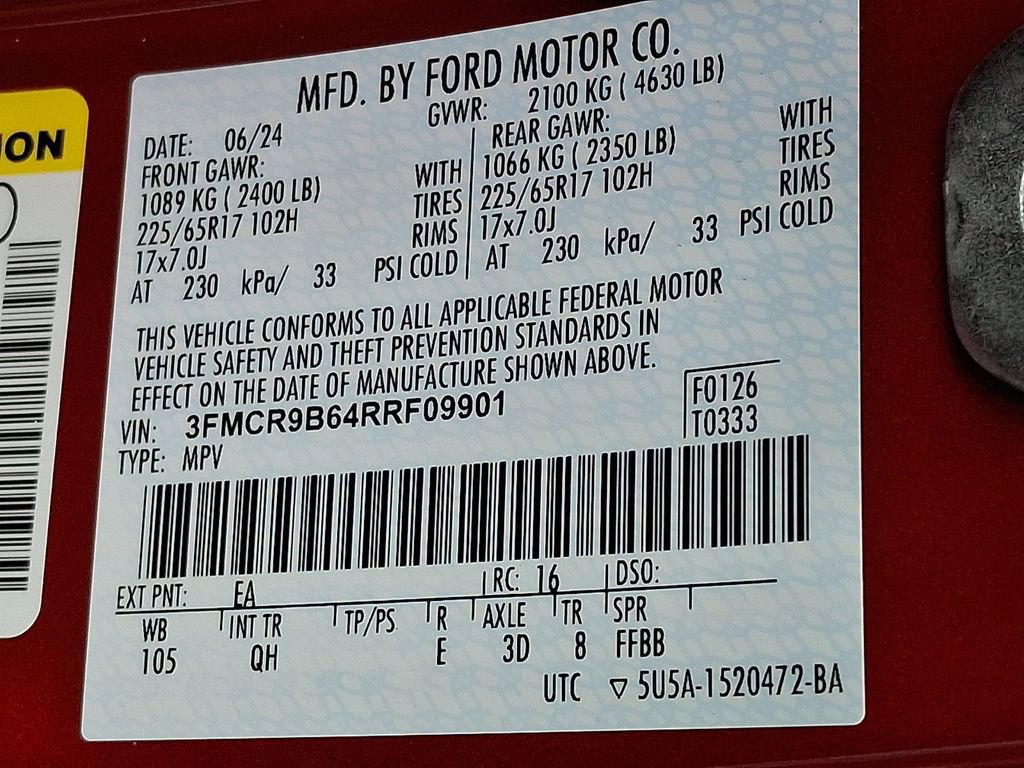 ION
MFD. BY FORD MOTOR CO.
DATE: 06/24 GVWR: 2100 KG ( 4630 LB)
FRONT GAWR: REAR GAWR:
1089 KG ( 2400 LB) WITH 1066 KG ( 2350 LB) WITH
225/65R17 102H TIRES 225/65R17 102H TIRES
17x7.0J RIMS 17x7.0J RIMS
AT 230 kPa/ 33 PSI COLD AT 230 kPa/ 33 PSI COLD
THIS VEHICLE CONFORMS TO ALL APPLICABLE FEDERAL MOTOR
VEHICLE SAFETY AND THEFT PREVENTION STANDARDS IN
EFFECT ON THE DATE OF MANUFACTURE SHOWN ABOVE.
VIN: 3FMCR9B64RRF09901 F0126
TYPE: MPV T0333
EXT PNT: EA RC: 16 DSO:
WB INT TR TP/PS R AXLE TR SPR
105 QH E 3D 8 FFBB
UTC ▽ 5U5A-1520472-BA